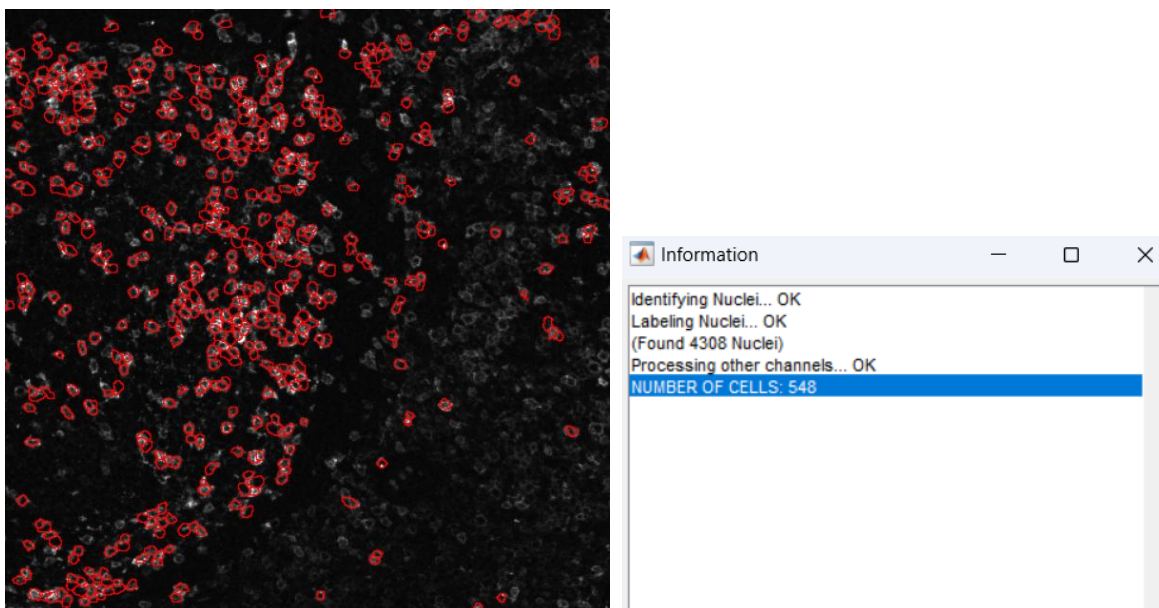 Information
Identifying Nuclei... OK
Labeling Nuclei... OK
(Found 4308 Nuclei)
Processing other channels... OK
NUMBER OF CELLS: 548